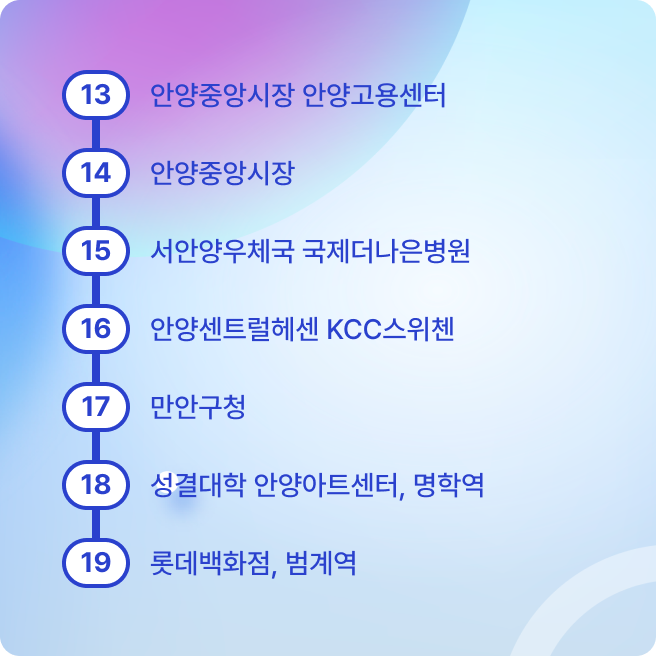 13 안양중앙시장 안양고용센터
14 안양중앙시장
15 서안양우체국 국제더나은병원
16 안양센트럴헤센 KCC스위첸
17 만안구청
18 성결대학 안양아트센터, 명학역
19 롯데백화점, 범계역